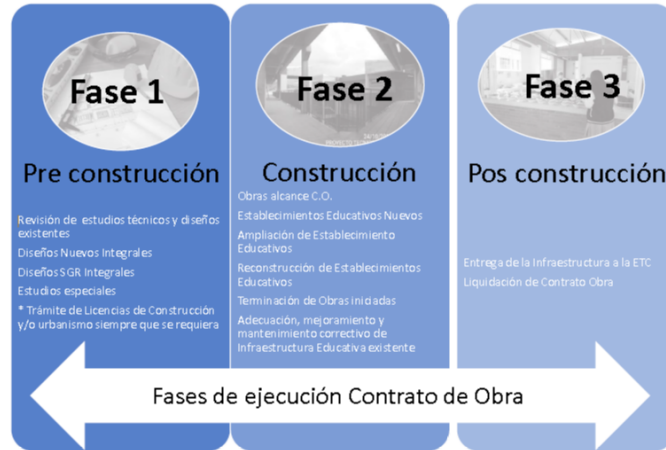 Fase 1
Pre construcción
Revisión de estudios técnicos y diseños
existentes
Diseños Nuevos Integrales
Diseños SGR Integrales
Estudios especiales
* Trámite de Licencias de Construcción
y/o urbanismo siempre que se requiera
Fase 2
Construcción
Obras alcance C.O.
Establecimientos Educativos Nuevos
Ampliación de Establecimiento
Educativos
Reconstrucción de Establecimientos
Educativos
Terminación de Obras iniciadas
Adecuación, mejoramiento y
mantenimiento correctivo de
Infraestructura Educativa existente
Fase 3
Pos construcción
Entrega de la Infraestructura a la ETC
Liquidación de Contrato Obra
Fases de ejecución Contrato de Obra